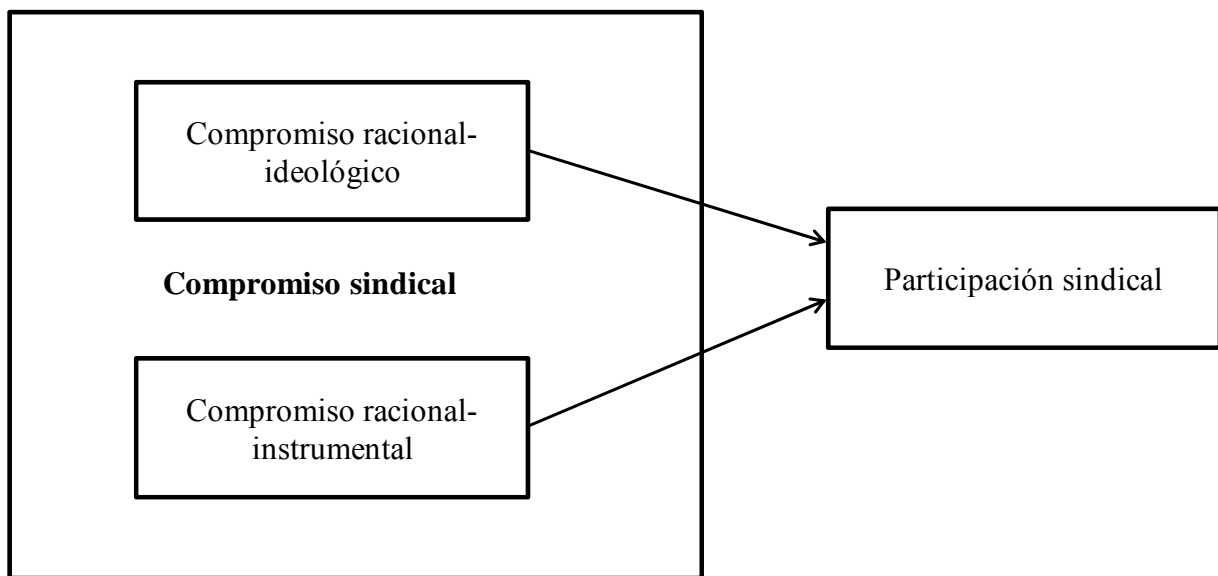 Compromiso racional-
ideológico
Compromiso sindical
Compromiso racional-
instrumental
Participación sindical